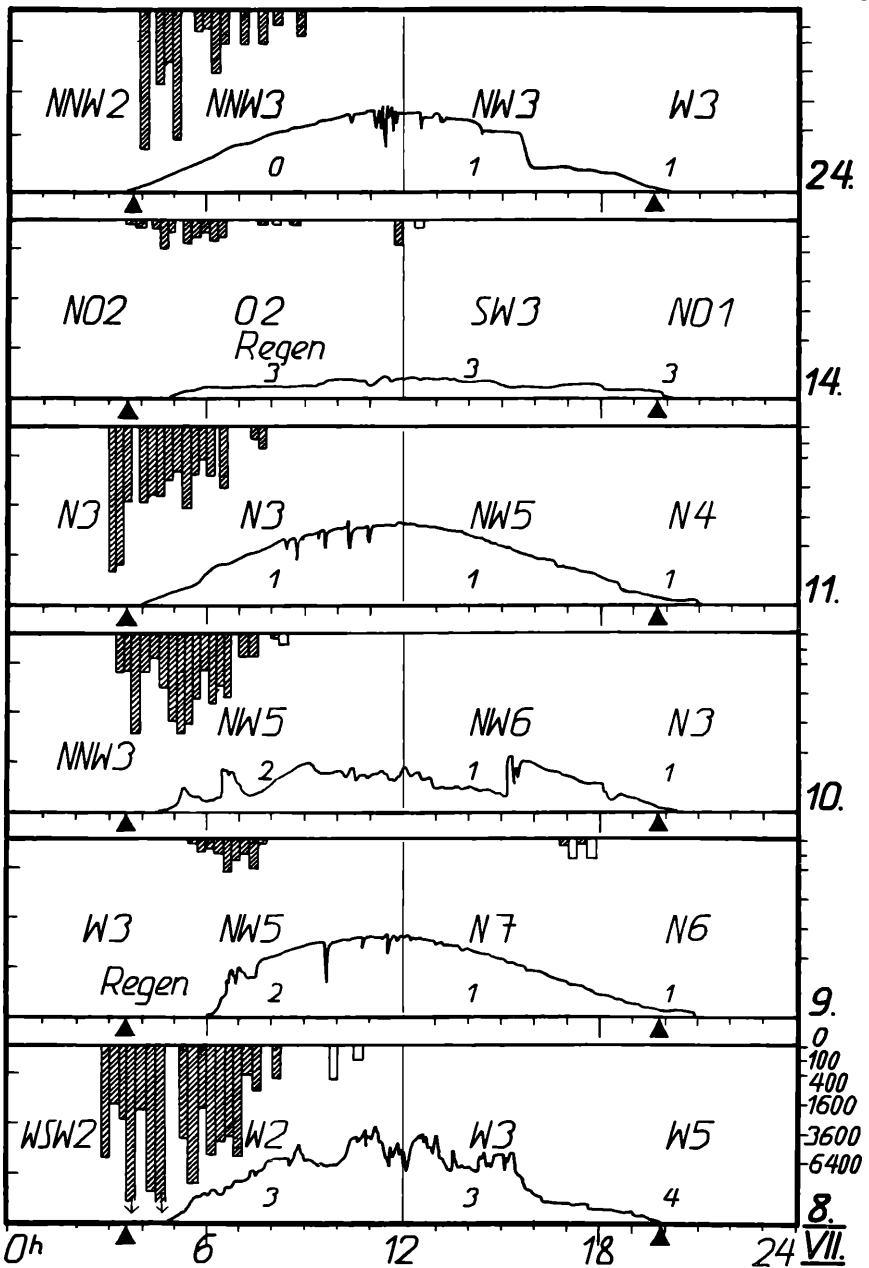 NNW2 NNW3 NW3 W3
0 1 1 24.
NO2 O2 SW3 NO1
Regen
3 3 3 14.
N3 N3 NW5 N4
1 1 1 11.
NW5 NW6 N3
NNW3 2 1 1
10.
W3 NW5 N7 N6
Regen 2 1 1 9.
0
100
400
1600
WSW2 W2 W3 W5 3600
6400
3 3 4 8.
0h 6 12 18 24 VII.